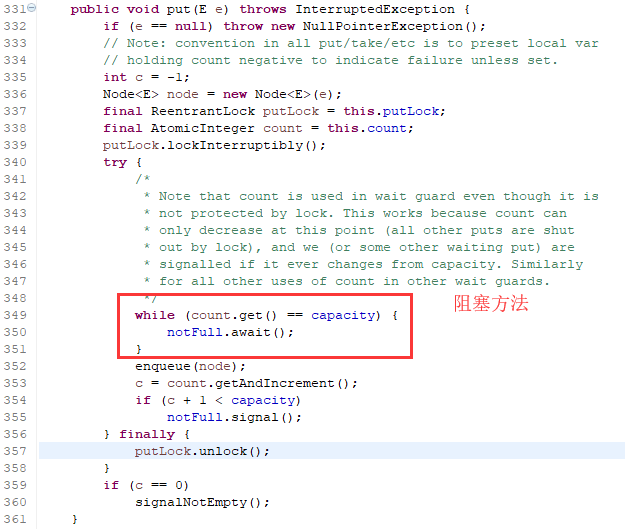 331 public void put(E e) throws InterruptedException {
332 if (e == null) throw new NullPointerException();
333 // Note: convention in all put/take/etc is to preset local var
334 // holding count negative to indicate failure unless set.
335 int c = -1;
336 Node<E> node = new Node<E>(e);
337 final ReentrantLock putLock = this.putLock;
338 final AtomicInteger count = this.count;
339 putLock.lockInterruptibly();
340 try {
341 /*
342 * Note that count is used in wait guard even though it is
343 * not protected by lock. This works because count can
344 * only decrease at this point (all other puts are shut
345 * out by lock), and we (or some other waiting put) are
346 * signalled if it ever changes from capacity. Similarly
347 * for all other uses of count in other wait guards.
348 */
349 while (count.get() == capacity) { 阻塞方法
350 notFull.await();
351 }
352 enqueue(node);
353 c = count.getAndIncrement();
354 if (c + 1 < capacity)
355 notFull.signal();
356 } finally {
357 putLock.unlock();
358 }
359 if (c == 0)
360 signalNotEmpty();
361 }